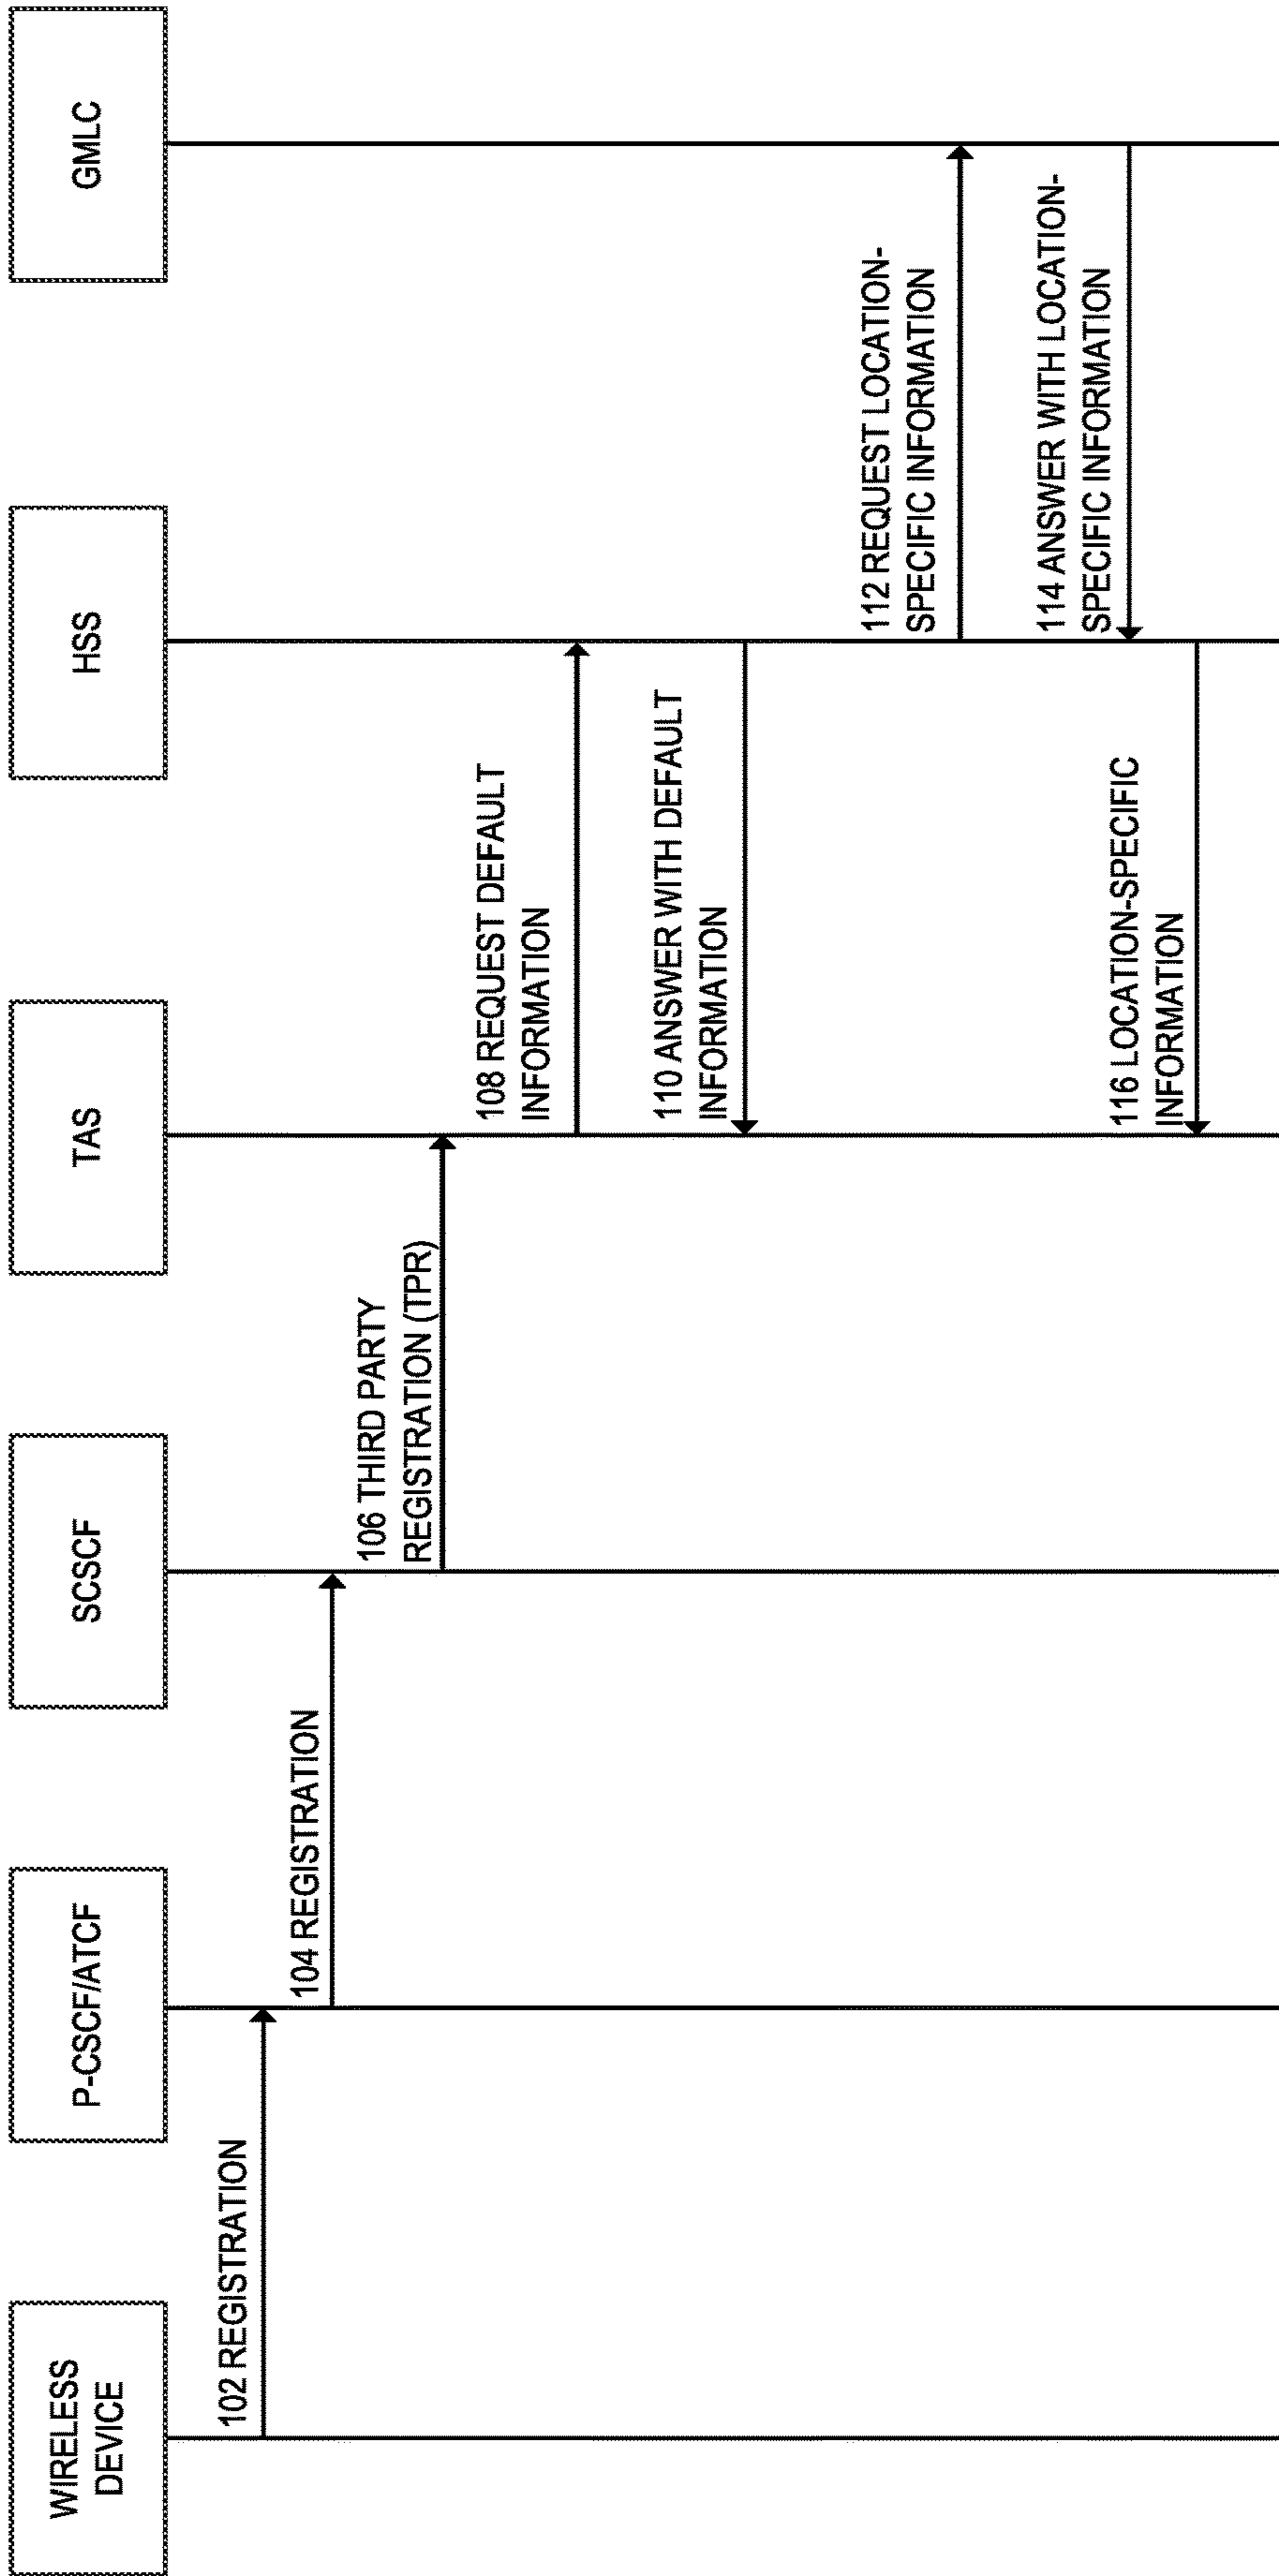 WIRELESS
DEVICE
P-CSCF/ATCF
SCSCF
TAS
HSS
GMLC
102 REGISTRATION
104 REGISTRATION
106 THIRD PARTY
REGISTRATION (TPR)
108 REQUEST DEFAULT
INFORMATION
110 ANSWER WITH DEFAULT
INFORMATION
112 REQUEST LOCATION-
SPECIFIC INFORMATION
114 ANSWER WITH LOCATION-
SPECIFIC INFORMATION
116 LOCATION-SPECIFIC
INFORMATION